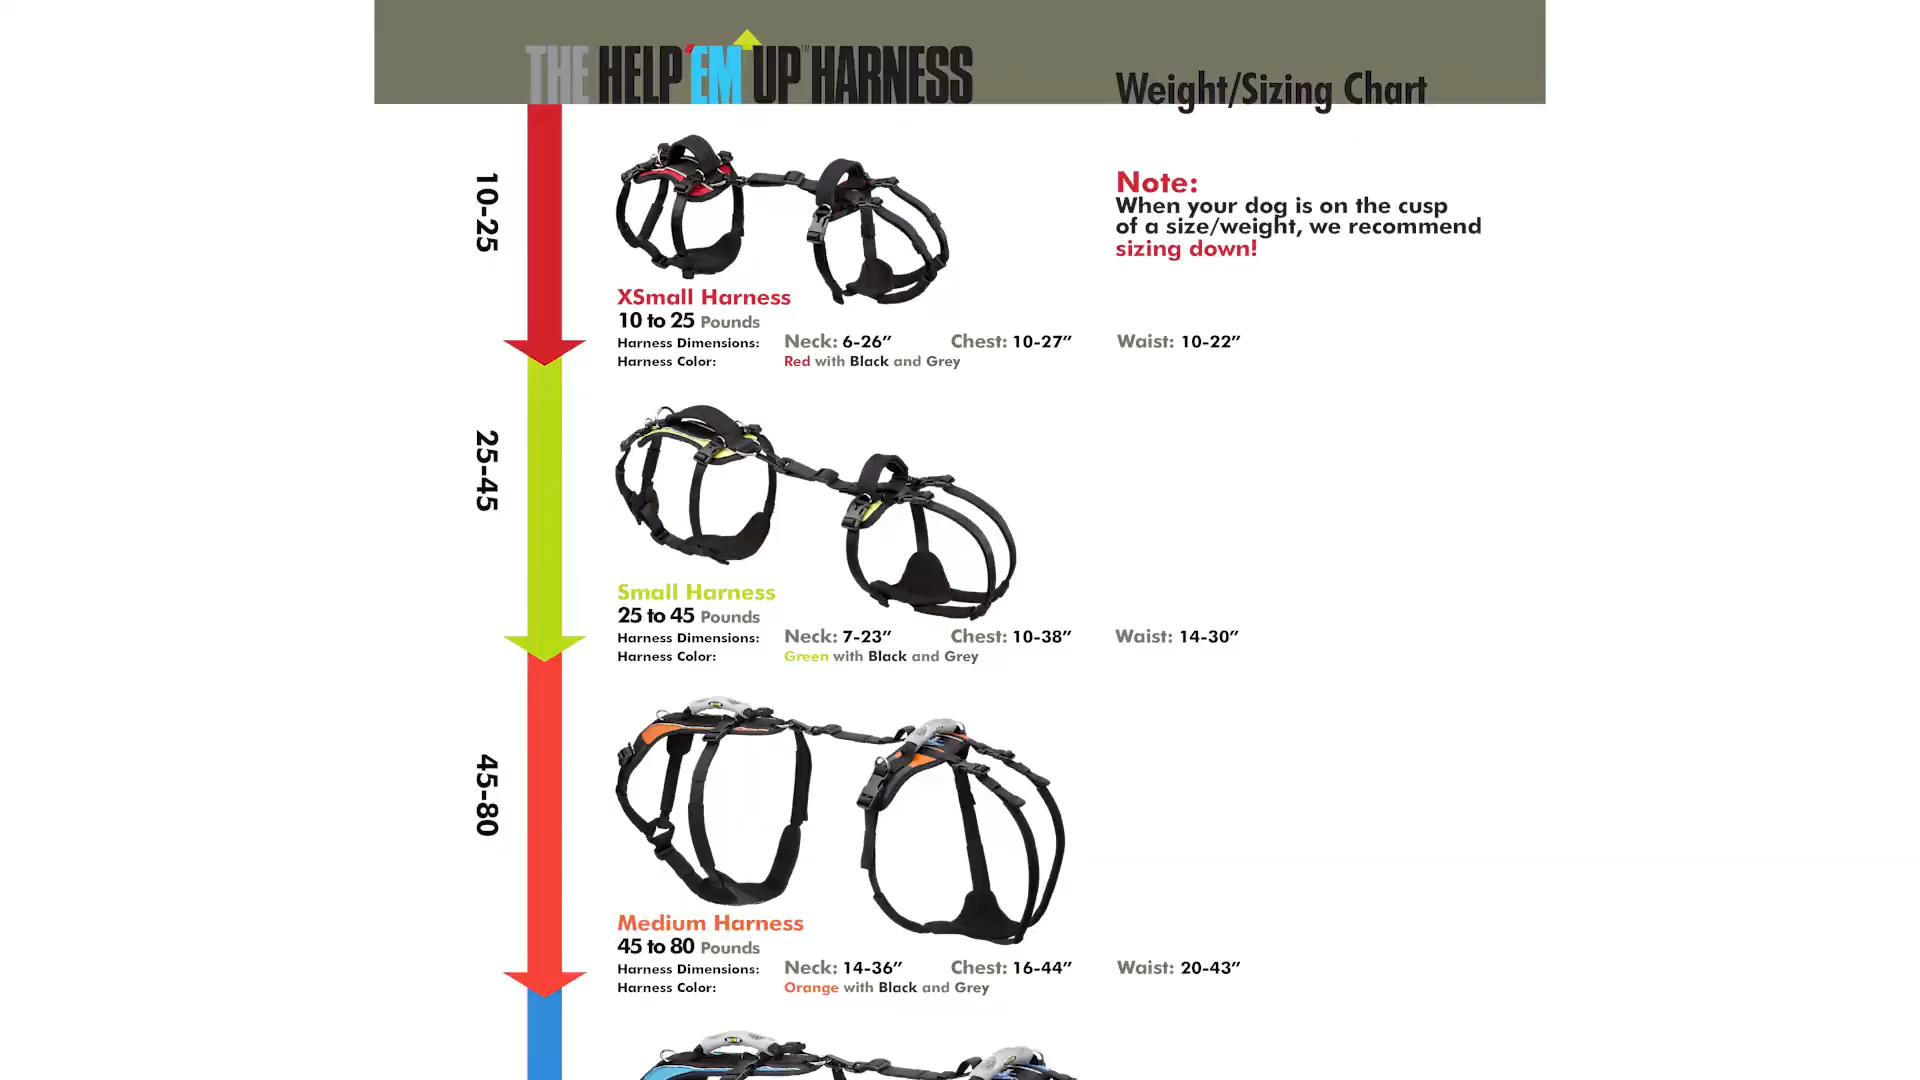 THE HELP 'EM UP™ HARNESS
Weight/Sizing Chart
10-25
Note:
When your dog is on the cusp
of a size/weight, we recommend
sizing down!
XSmall Harness
10 to 25 Pounds
Harness Dimensions: Neck: 6-26” Chest: 10-27” Waist: 10-22”
Harness Color: Red with Black and Grey
25-45
Small Harness
25 to 45 Pounds
Harness Dimensions: Neck: 7-23” Chest: 10-38” Waist: 14-30”
Harness Color: Green with Black and Grey
45-80
Medium Harness
45 to 80 Pounds
Harness Dimensions: Neck: 14-36” Chest: 16-44” Waist: 20-43”
Harness Color: Orange with Black and Grey